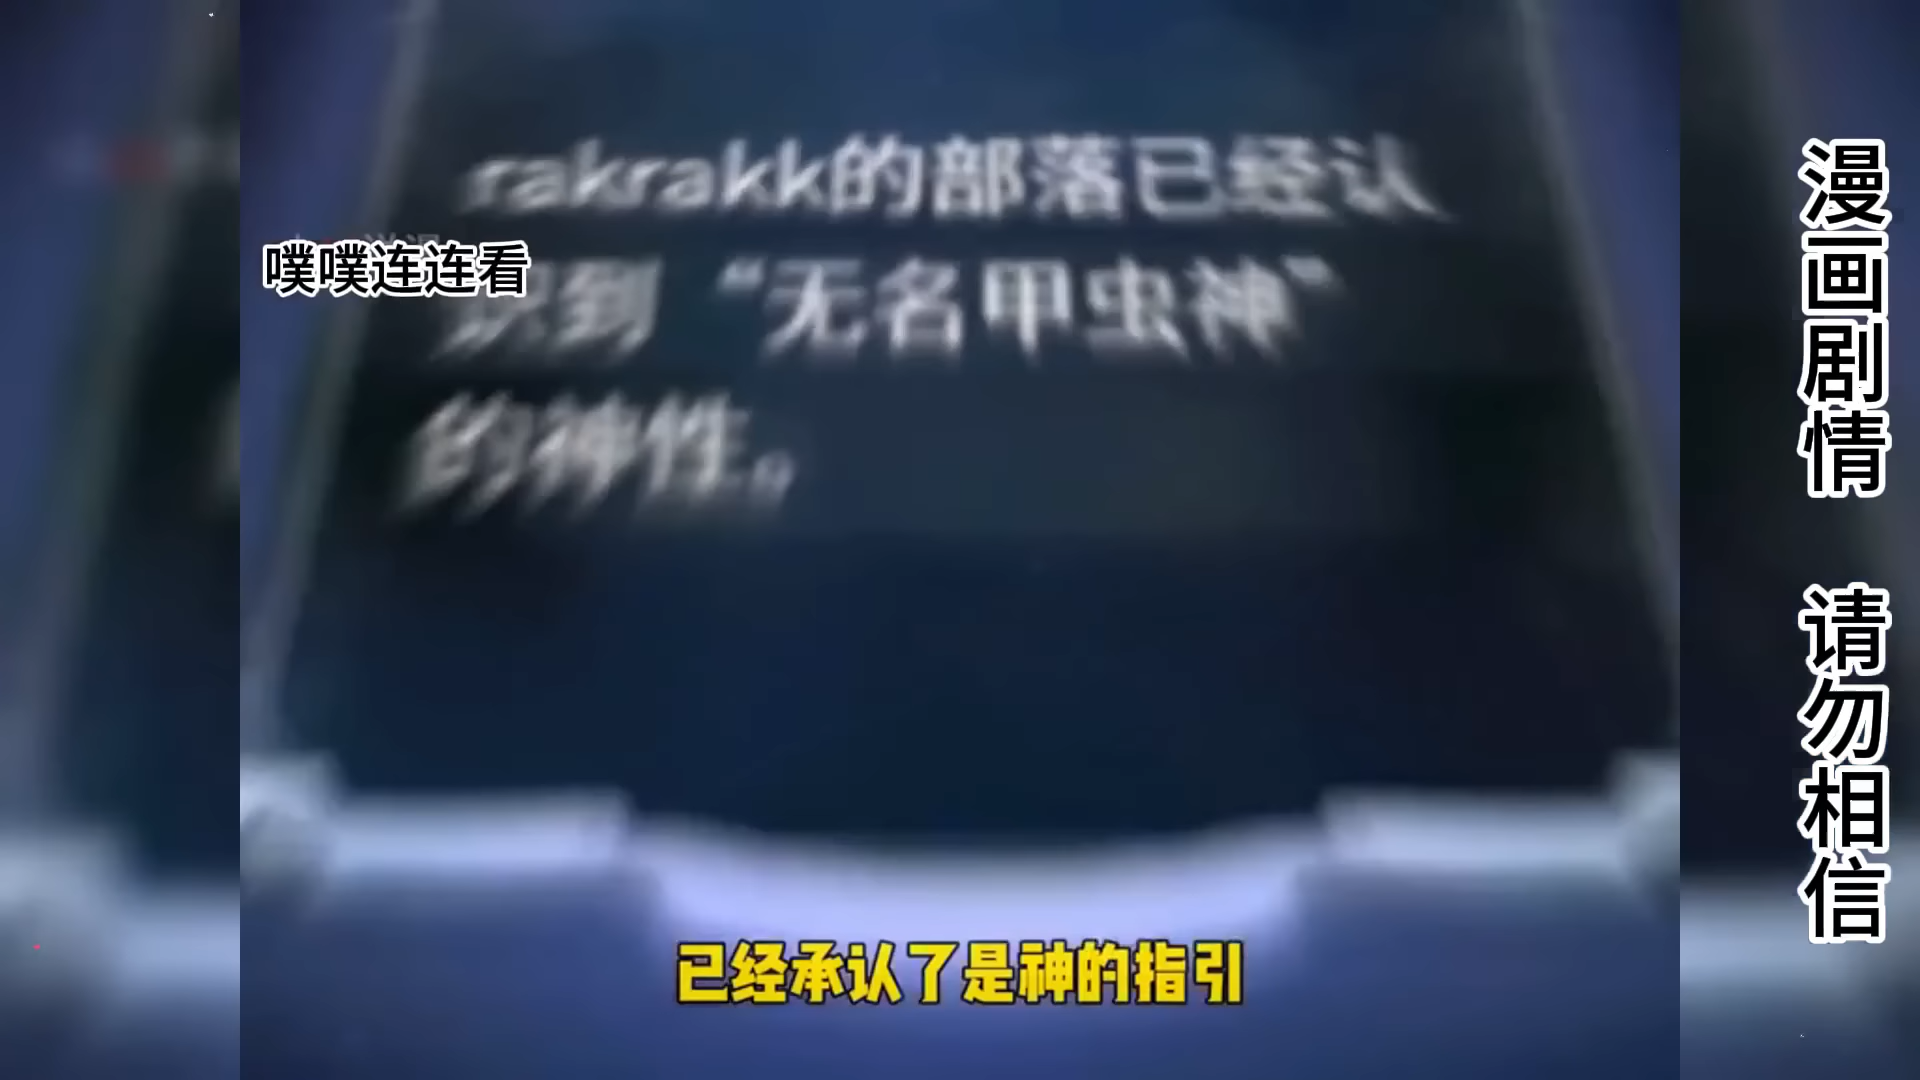 rakrakk的部落已经认
识到“无名甲虫神”
的神性。
噗噗连连看
已经承认了是神的指引
漫画剧情 请勿相信